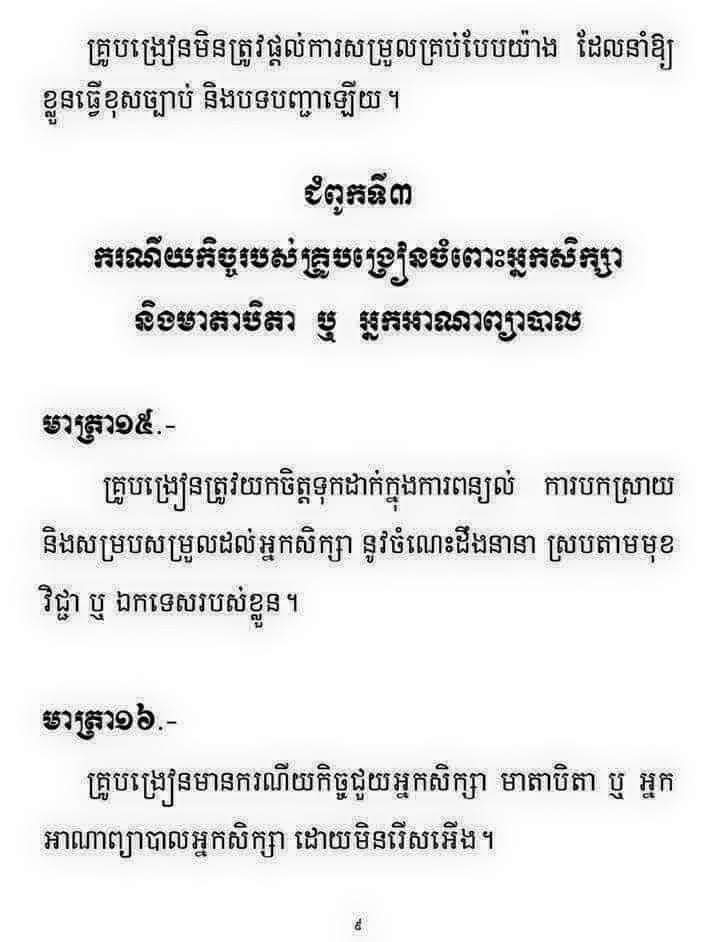 គ្រូបង្រៀនមិនត្រូវផ្តល់ការសម្រួលគ្រប់បែបយ៉ាង ដែលនាំឱ្យ
ខ្លួនធ្វើខុសច្បាប់ និងបទបញ្ជាឡើយ។
ជំពូកទី៣
ករណីយកិច្ចរបស់គ្រូបង្រៀនចំពោះអ្នកសិក្សា
និងមាតាបិតា ឬ អ្នកអាណាព្យាបាល
មាត្រា១៥.-
គ្រូបង្រៀនត្រូវយកចិត្តទុកដាក់ក្នុងការពន្យល់ ការបកស្រាយ
និងសម្របសម្រួលដល់អ្នកសិក្សា នូវចំណេះដឹងនានា ស្របតាមមុខ
វិជ្ជា ឬ ឯកទេសរបស់ខ្លួន។
មាត្រា១៦.-
គ្រូបង្រៀនមានករណីយកិច្ចជួយអ្នកសិក្សា មាតាបិតា ឬ អ្នក
អាណាព្យាបាលអ្នកសិក្សា ដោយមិនរើសអើង។
៩